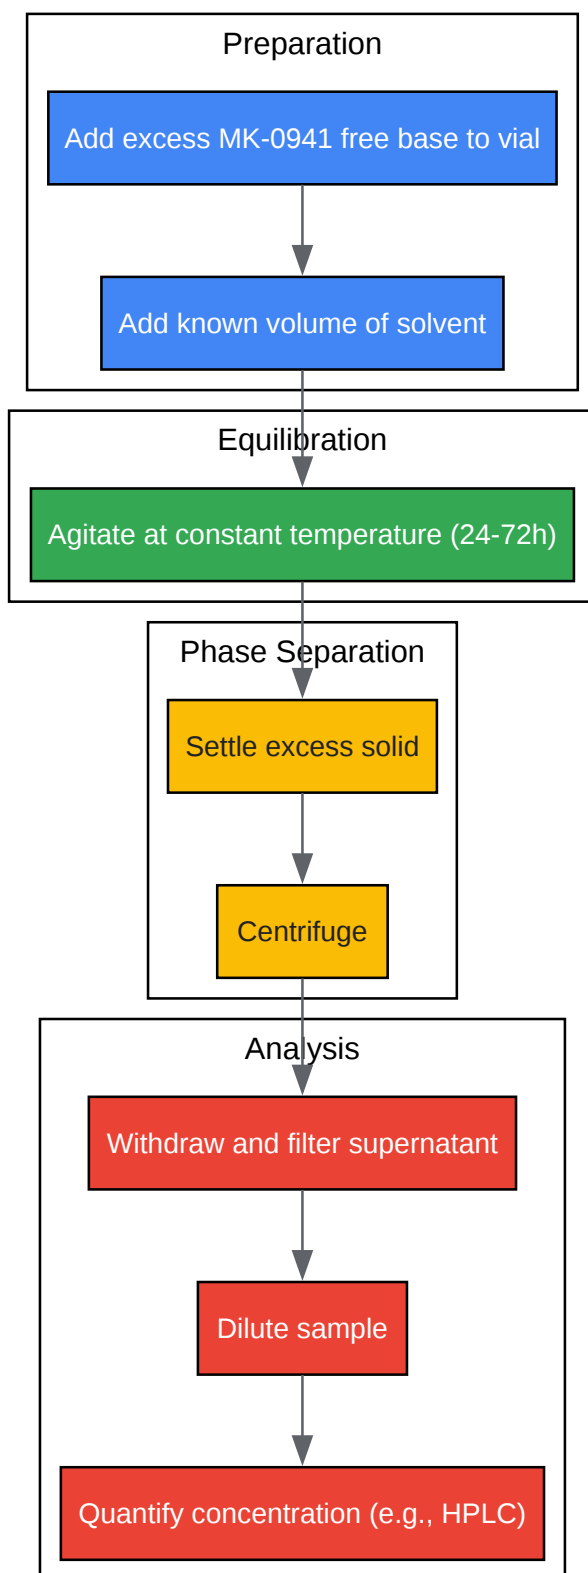 Preparation
Add excess MK-0941 free base to vial
Add known volume of solvent
Equilibration
Agitate at constant temperature (24-72h)
Phase Separation
Settle excess solid
Centrifuge
Analysis
Withdraw and filter supernatant
Dilute sample
Quantify concentration (e.g., HPLC)